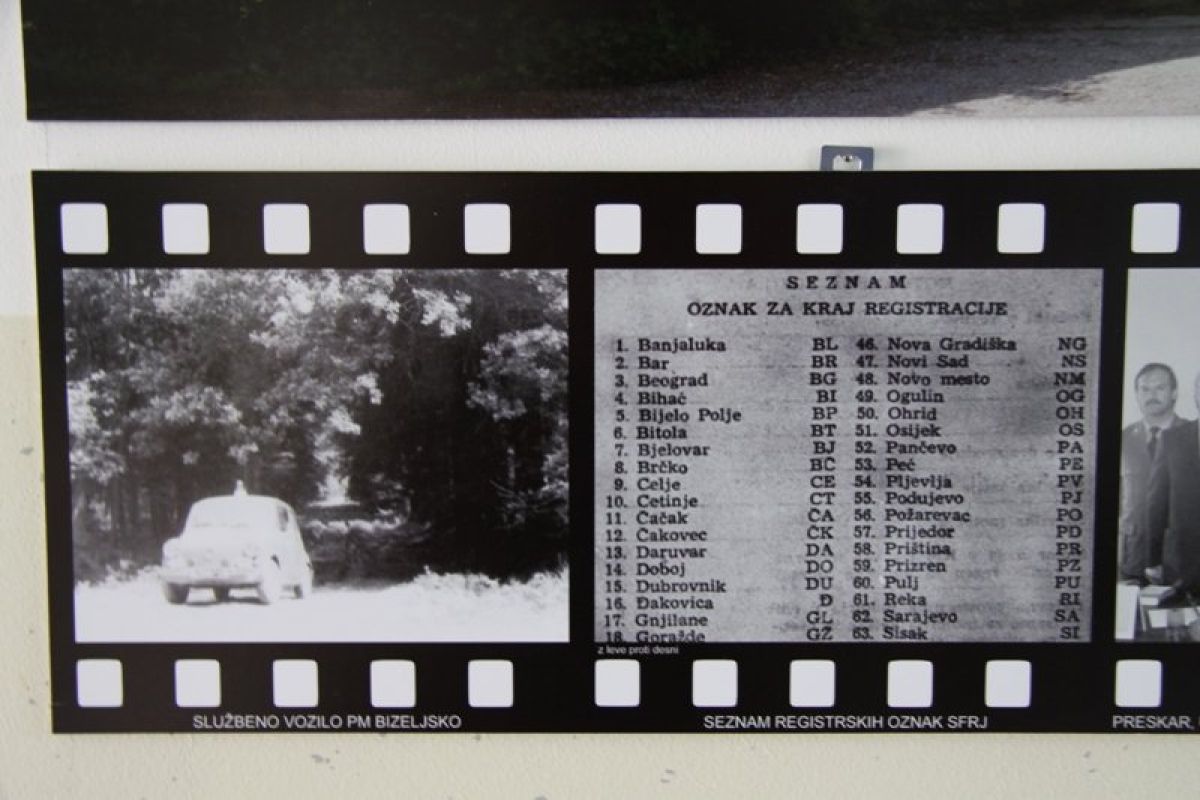 SEZNAM
OZNAK ZA KRAJ REGISTRACIJE
1. Banjaluka BL
2. Bar BR
3. Beograd BG
4. Bihać BI
5. Bijelo Polje BP
6. Bitola BT
7. Bjelovar BJ
8. Brčko BČ
9. Celje CE
10. Cetinje CT
11. Čačak ČA
12. Čakovec ČK
13. Daruvar DA
14. Doboj DO
15. Dubrovnik DU
16. Đakovica Đ
17. Gnjilane GL
18. Goražde GŽ
46. Nova Gradiška NG
47. Novi Sad NS
48. Novo mesto NM
49. Ogulin OG
50. Ohrid OH
51. Osijek OS
52. Pančevo PA
53. Peć PE
54. Pljevlja PV
55. Podujevo PJ
56. Požarevac PO
57. Prijedor PD
58. Priština PR
59. Prizren PZ
60. Pulj PU
61. Reka RI
62. Sarajevo SA
63. Sisak SI
z leve proti desni
SLUŽBENO VOZILO PM BIZELJSKO
SEZNAM REGISTRSKIH OZNAK SFRJ
PRESKAR,